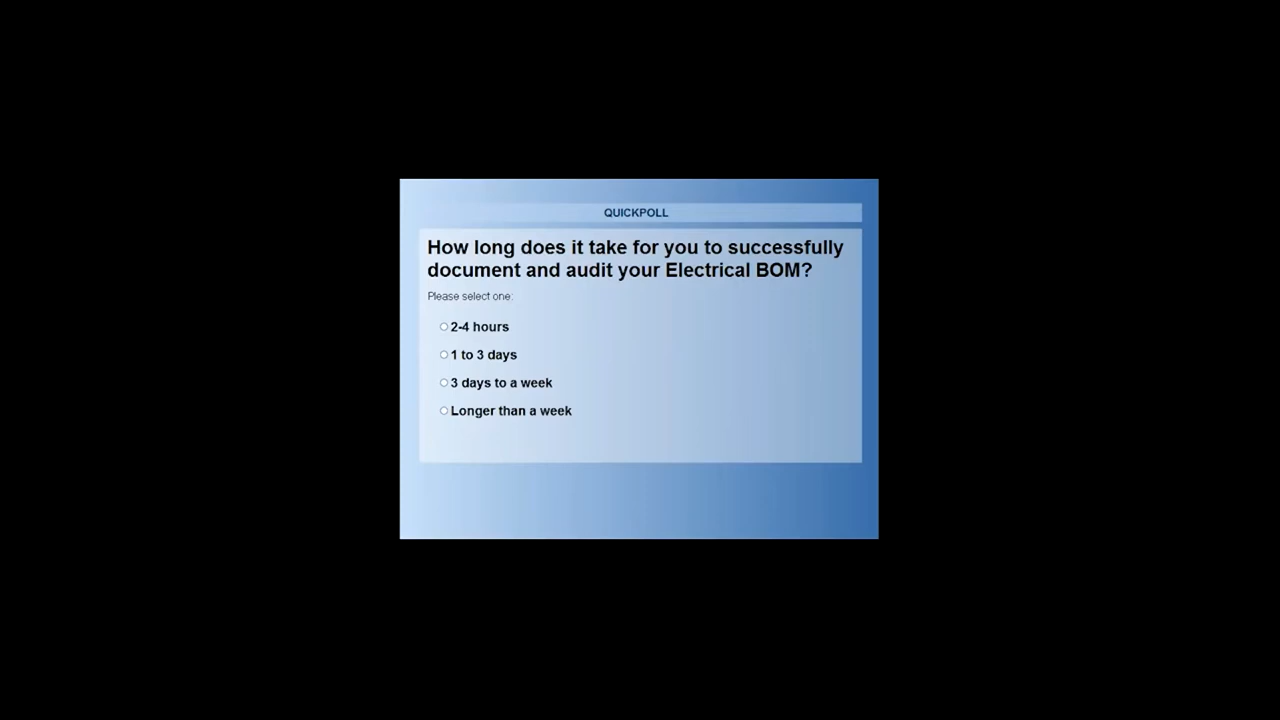 QUICKPOLL
How long does it take for you to successfully
document and audit your Electrical BOM?
Please select one:
2-4 hours
1 to 3 days
3 days to a week
Longer than a week